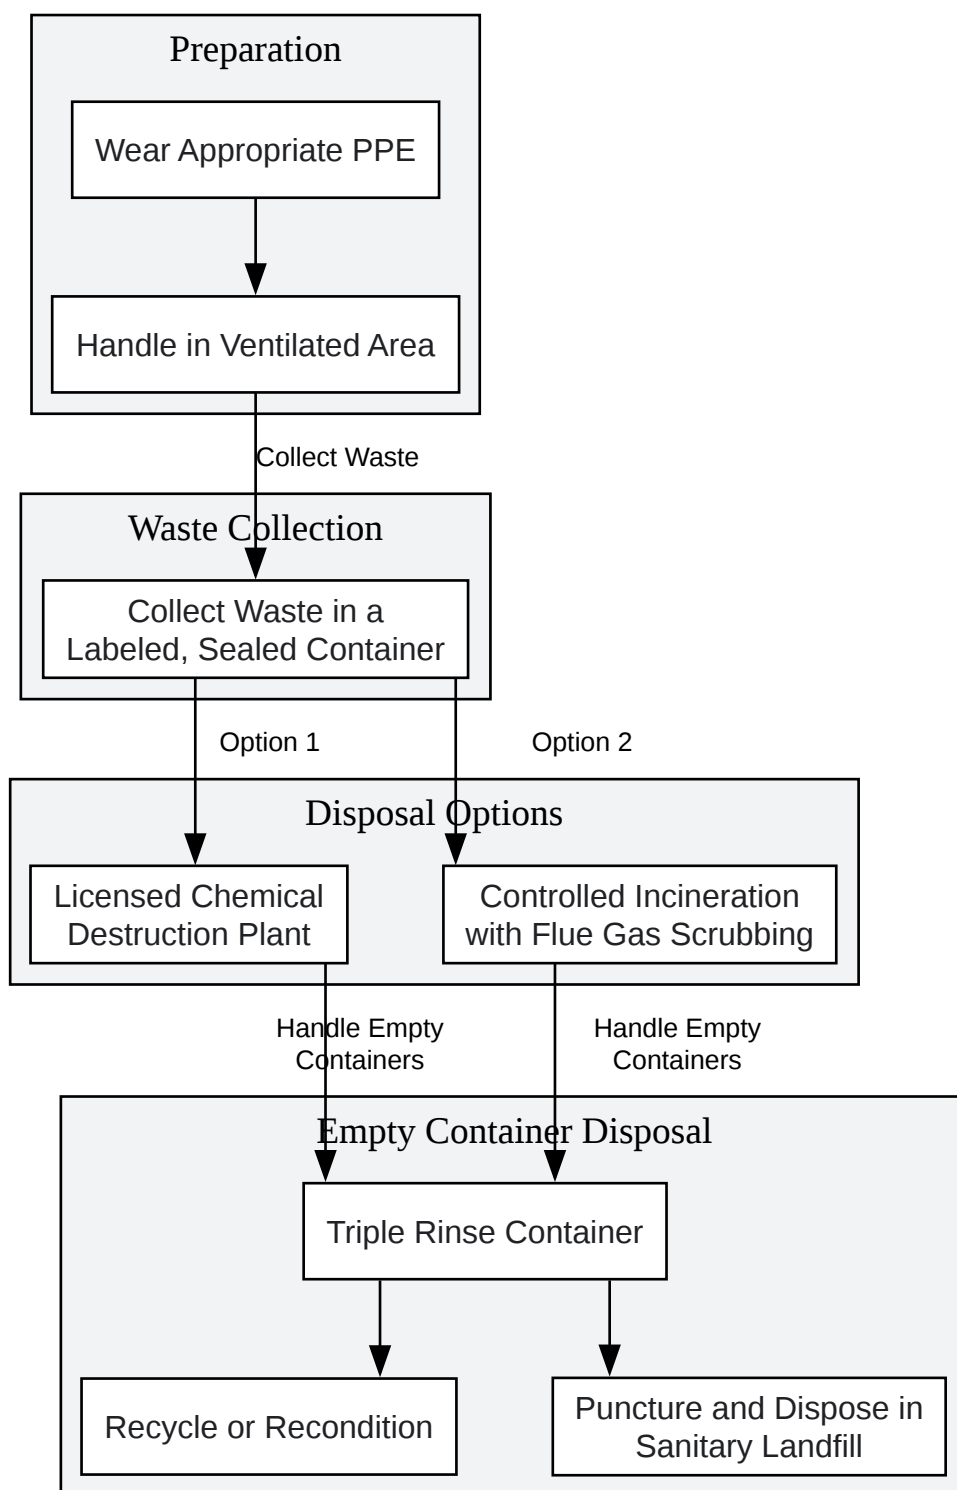 Preparation
Wear Appropriate PPE
Handle in Ventilated Area
Collect Waste
Waste Collection
Collect Waste in a
Labeled, Sealed Container
Option 1
Option 2
Disposal Options
Licensed Chemical
Destruction Plant
Controlled Incineration
with Flue Gas Scrubbing
Handle Empty
Containers
Handle Empty
Containers
Empty Container Disposal
Triple Rinse Container
Recycle or Recondition
Puncture and Dispose in
Sanitary Landfill